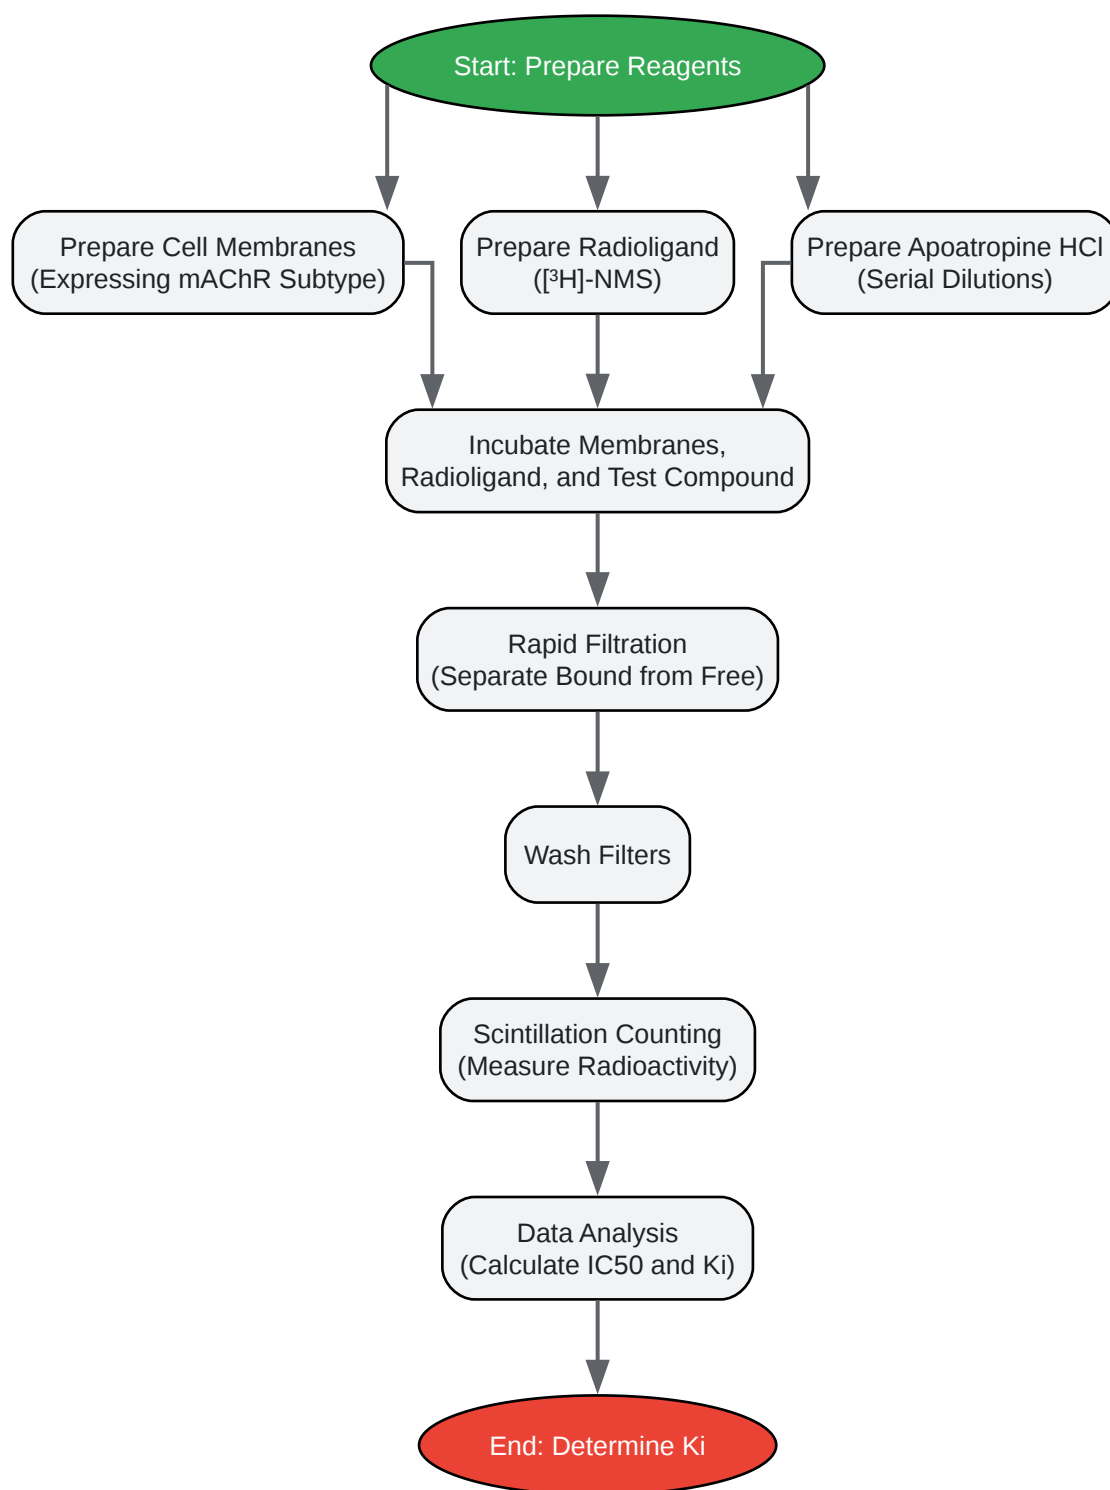 Start: Prepare Reagents
Prepare Cell Membranes
(Expressing mAChR Subtype)
Prepare Radioligand
([³H]-NMS)
Prepare Apoatropine HCl
(Serial Dilutions)
Incubate Membranes,
Radioligand, and Test Compound
Rapid Filtration
(Separate Bound from Free)
Wash Filters
Scintillation Counting
(Measure Radioactivity)
Data Analysis
(Calculate IC50 and Ki)
End: Determine Ki